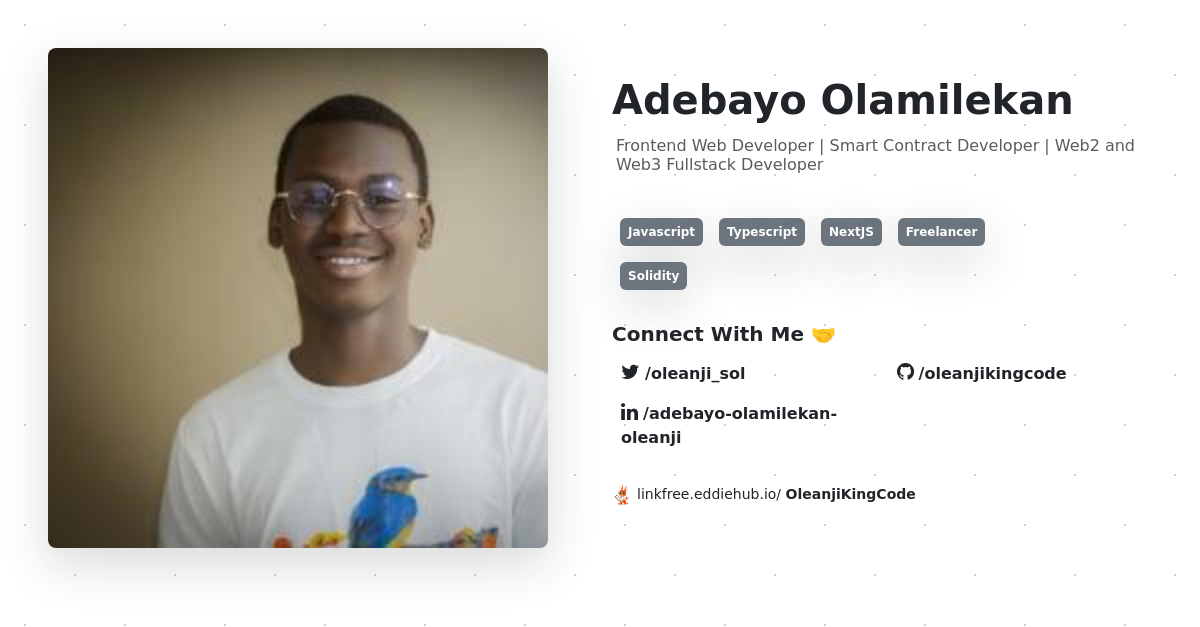 Adebayo Olamilekan
Frontend Web Developer | Smart Contract Developer | Web2 and
Web3 Fullstack Developer
Javascript Typescript NextJS Freelancer
Solidity
Connect With Me 🤝
/oleanji_sol /oleanjikingcode
/adebayo-olamilekan-
oleanji
linkfree.eddiehub.io/ OleanjiKingCode